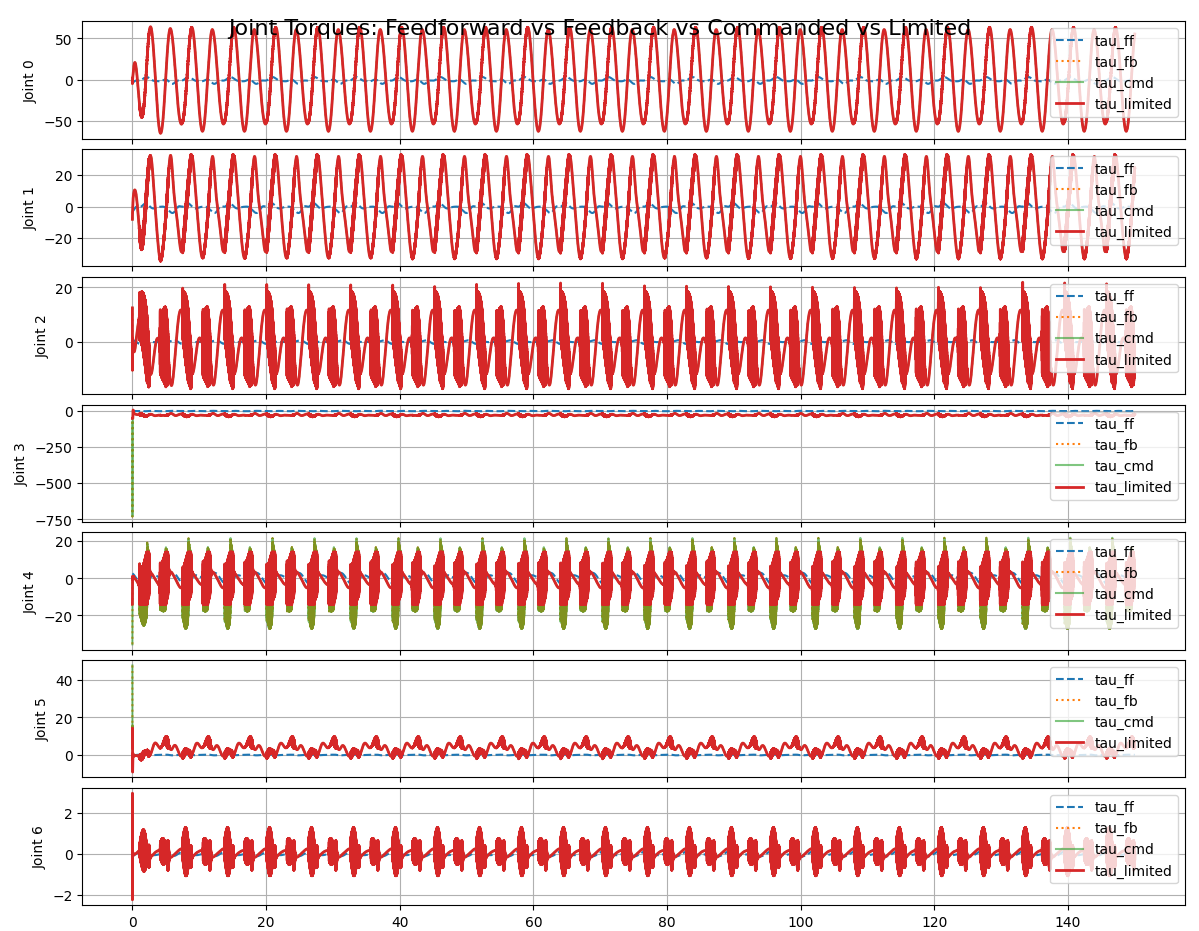 Joint Torques: Feedforward vs Feedback vs Commanded vs Limited
Joint 0
50
0
−50
tau_ff
tau_fb
tau_cmd
tau_limited
Joint 1
20
0
−20
tau_ff
tau_fb
tau_cmd
tau_limited
Joint 2
20
0
tau_ff
tau_fb
tau_cmd
tau_limited
Joint 3
0
−250
−500
−750
tau_ff
tau_fb
tau_cmd
tau_limited
Joint 4
20
0
−20
tau_ff
tau_fb
tau_cmd
tau_limited
Joint 5
40
20
0
tau_ff
tau_fb
tau_cmd
tau_limited
Joint 6
2
0
−2
tau_ff
tau_fb
tau_cmd
tau_limited
0 20 40 60 80 100 120 140